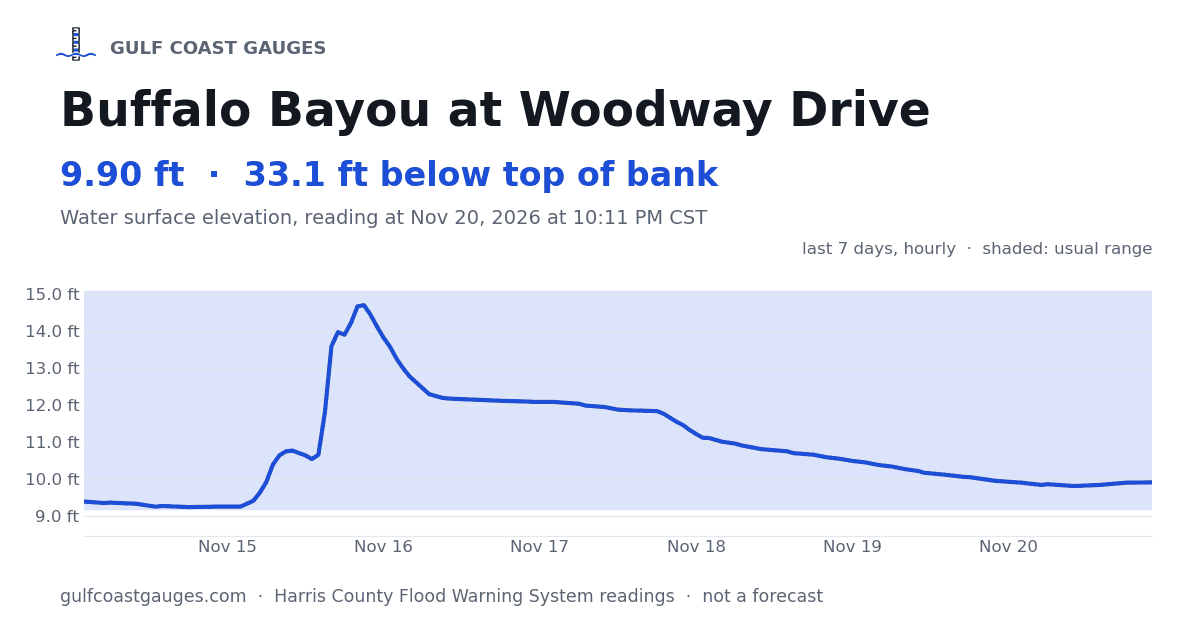 GULF COAST GAUGES
Buffalo Bayou at Woodway Drive
9.90 ft · 33.1 ft below top of bank
Water surface elevation, reading at Nov 20, 2026 at 10:11 PM CST
last 7 days, hourly · shaded: usual range
15.0 ft
14.0 ft
13.0 ft
12.0 ft
11.0 ft
10.0 ft
9.0 ft
Nov 15 Nov 16 Nov 17 Nov 18 Nov 19 Nov 20
gulfcoastgauges.com · Harris County Flood Warning System readings · not a forecast